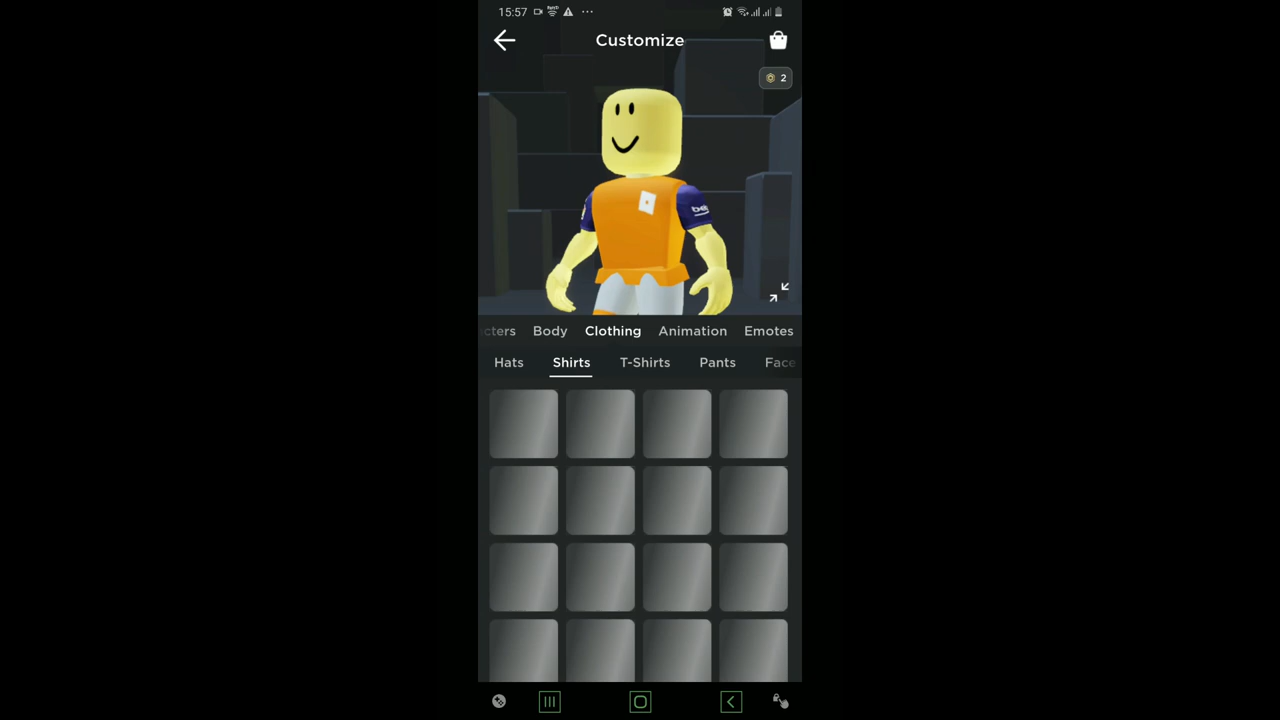 15:57
Customize
2
cters Body Clothing Animation Emotes
Hats Shirts T-Shirts Pants Face